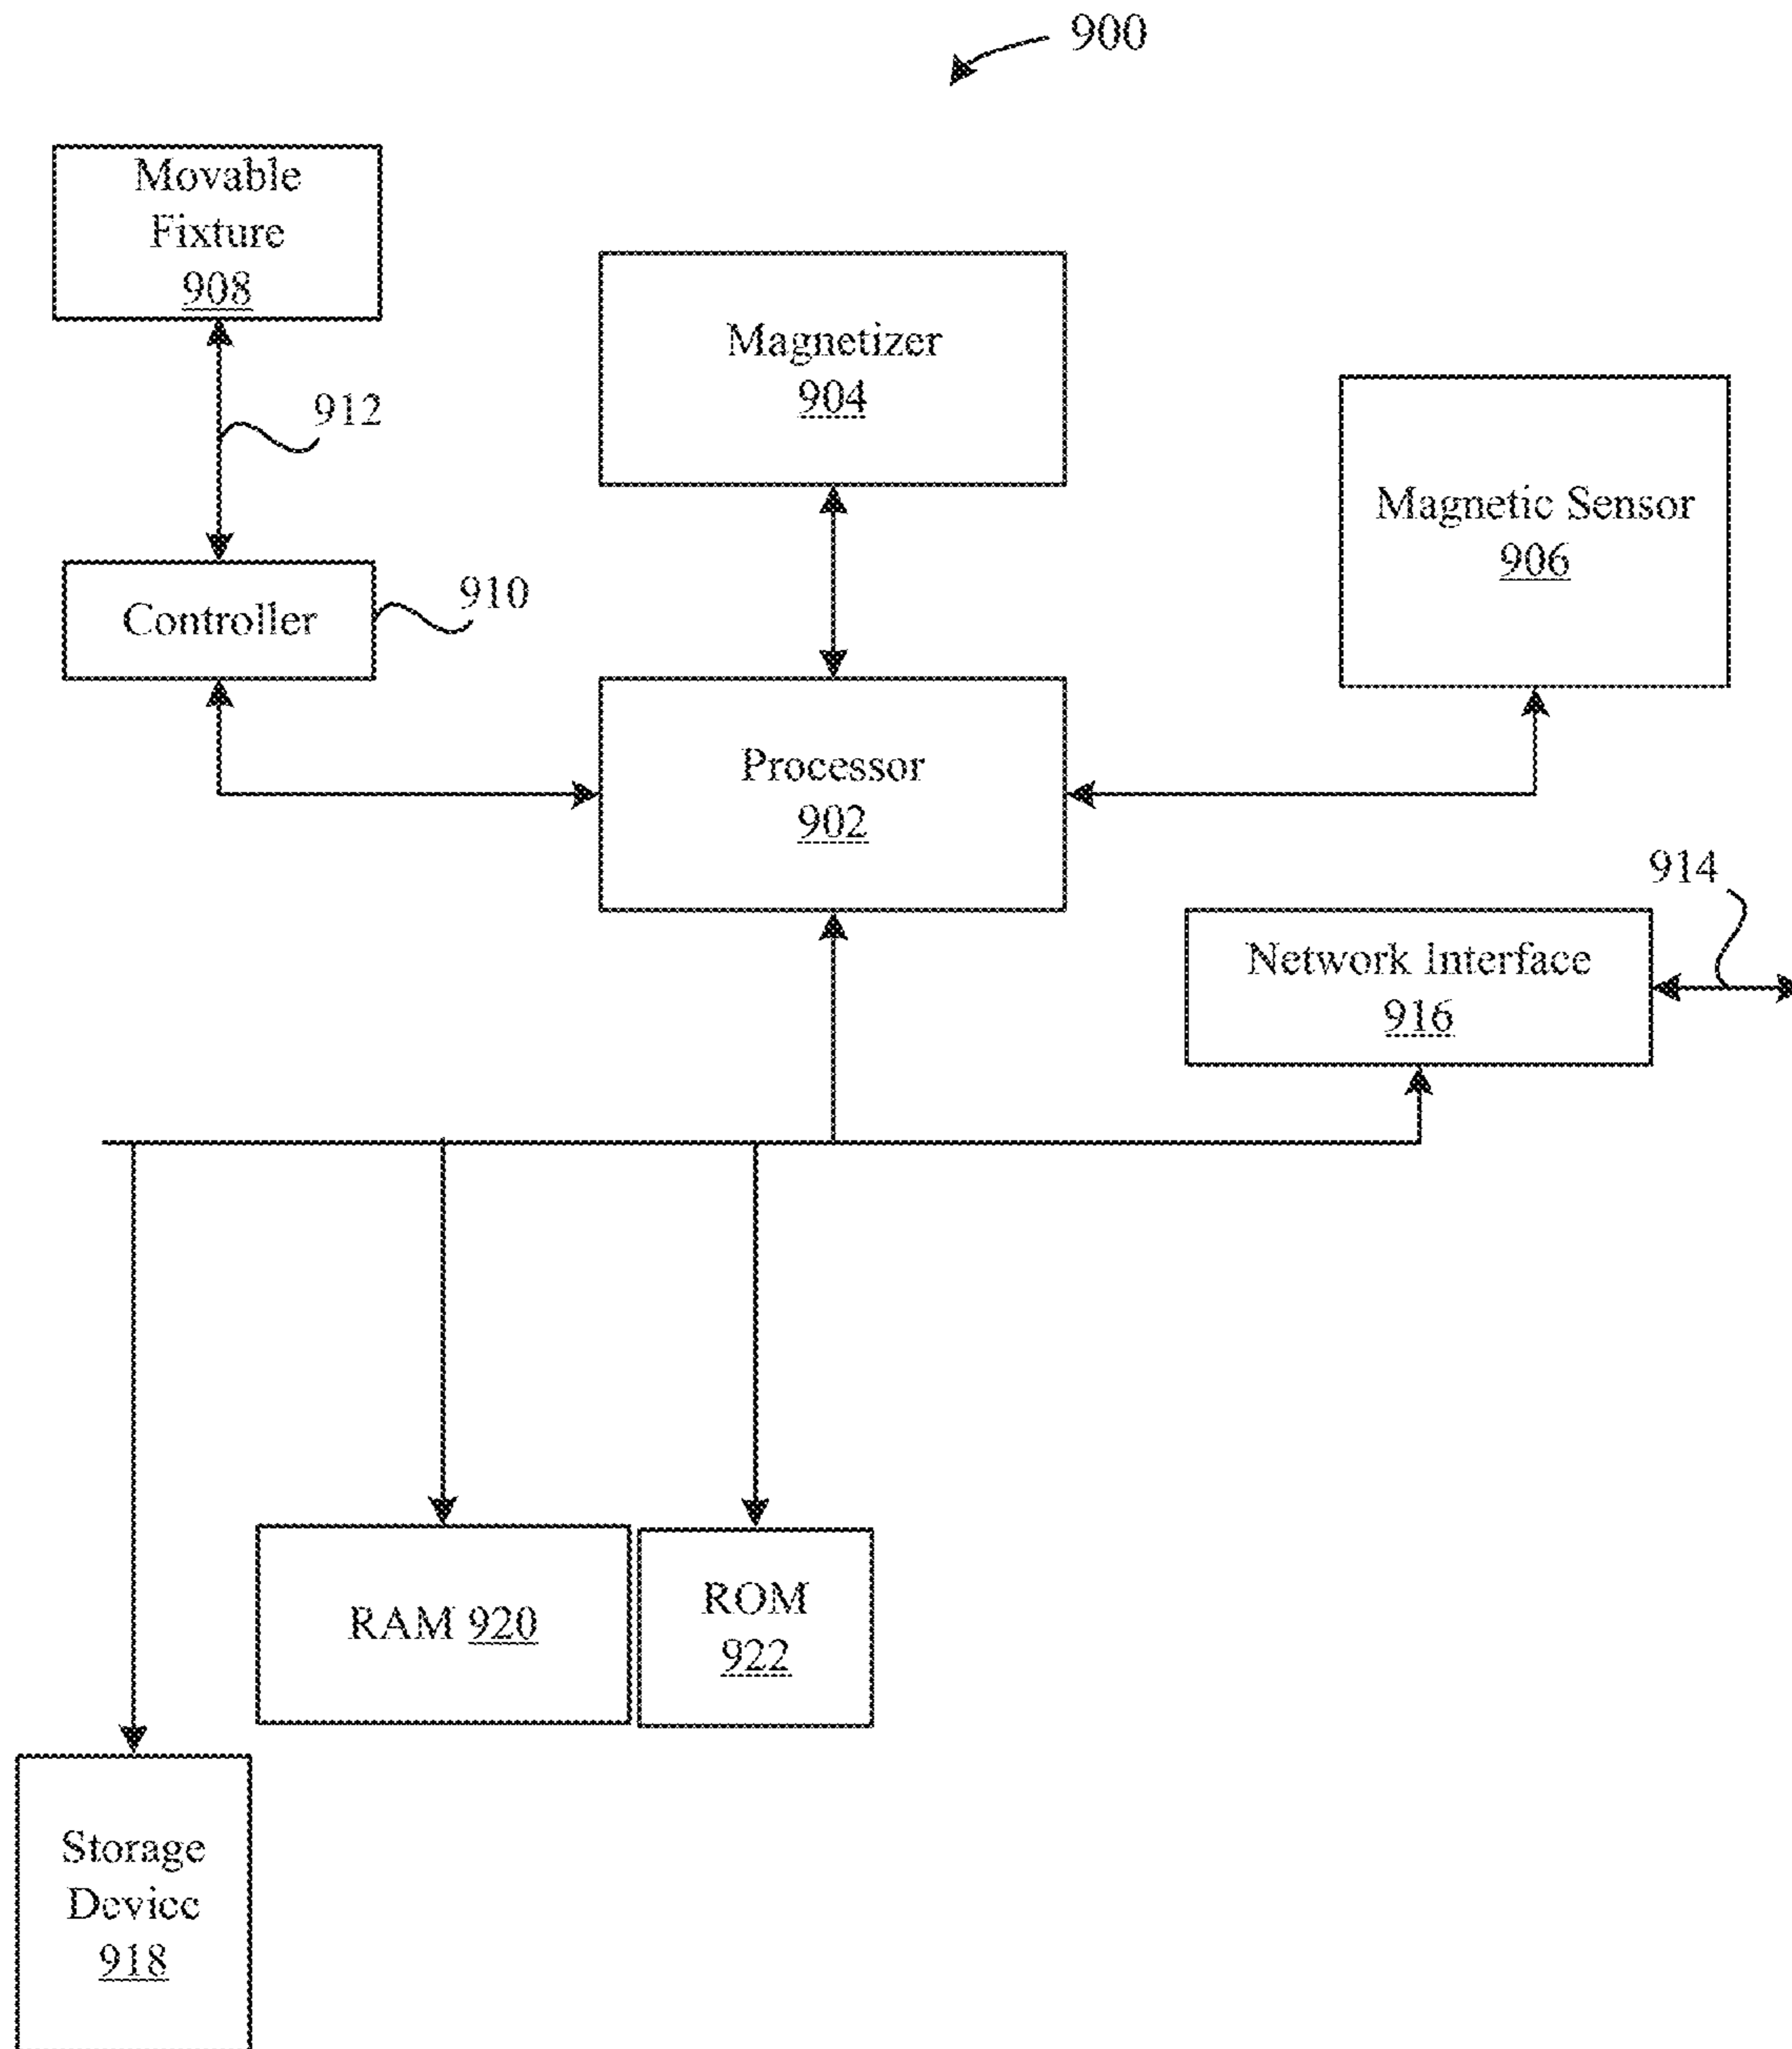 900
Movable
Fixture
908
Magnetizer
904
912
Magnetic Sensor
906
Controller
910
Processor
902
914
Network Interface
916
RAM 920
ROM
922
Storage
Device
918